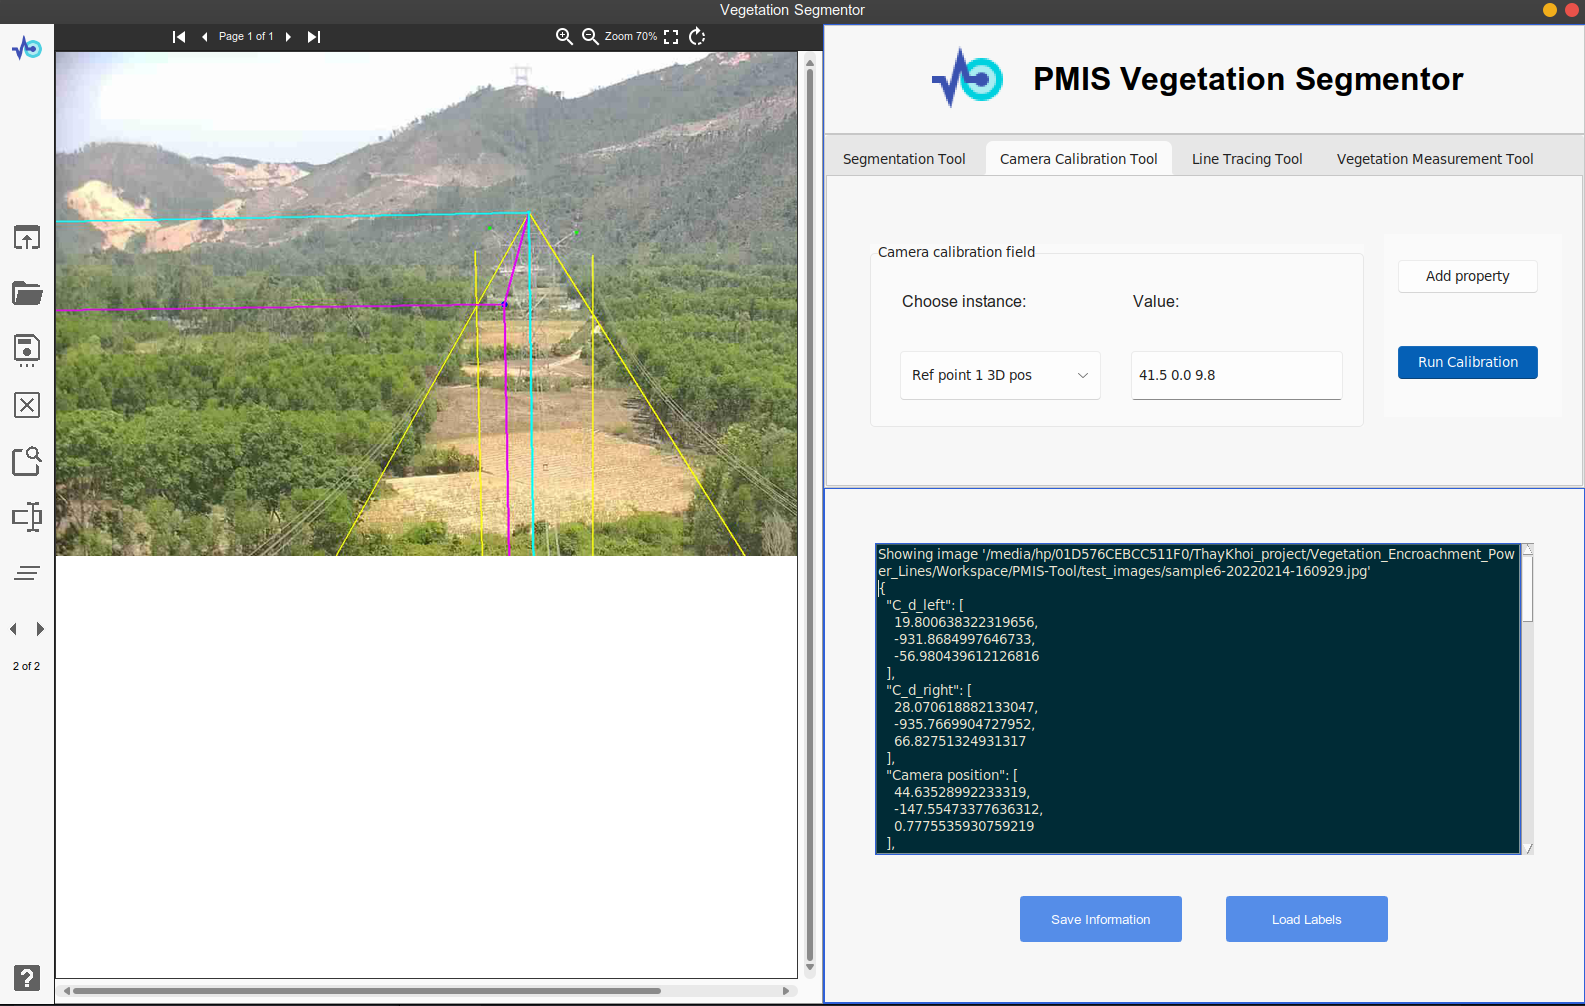 Vegetation Segmentor
Page 1 of 1
Zoom 70%
PMIS Vegetation Segmentor
Segmentation Tool
Camera Calibration Tool
Line Tracing Tool
Vegetation Measurement Tool
Camera calibration field
Choose instance:
Value:
Add property
Ref point 1 3D pos
41.5 0.0 9.8
Run Calibration
2 of 2
Showing image '/media/hp/01D576CEBCC511F0/ThayKhoi_project/Vegetation_Encroachment_Pow
er_Lines/Workspace/PMIS-Tool/test_images/sample6-20220214-160929.jpg'
{
"C_d_left": [
19.800638322319656,
-931.8684997646733,
-56.980439612126816
],
"C_d_right": [
28.070618882133047,
-935.7669904727952,
66.82751324931317
],
"Camera position": [
44.63528992233319,
-147.55473377636312,
0.7775535930759219
],
Save Information
Load Labels
?